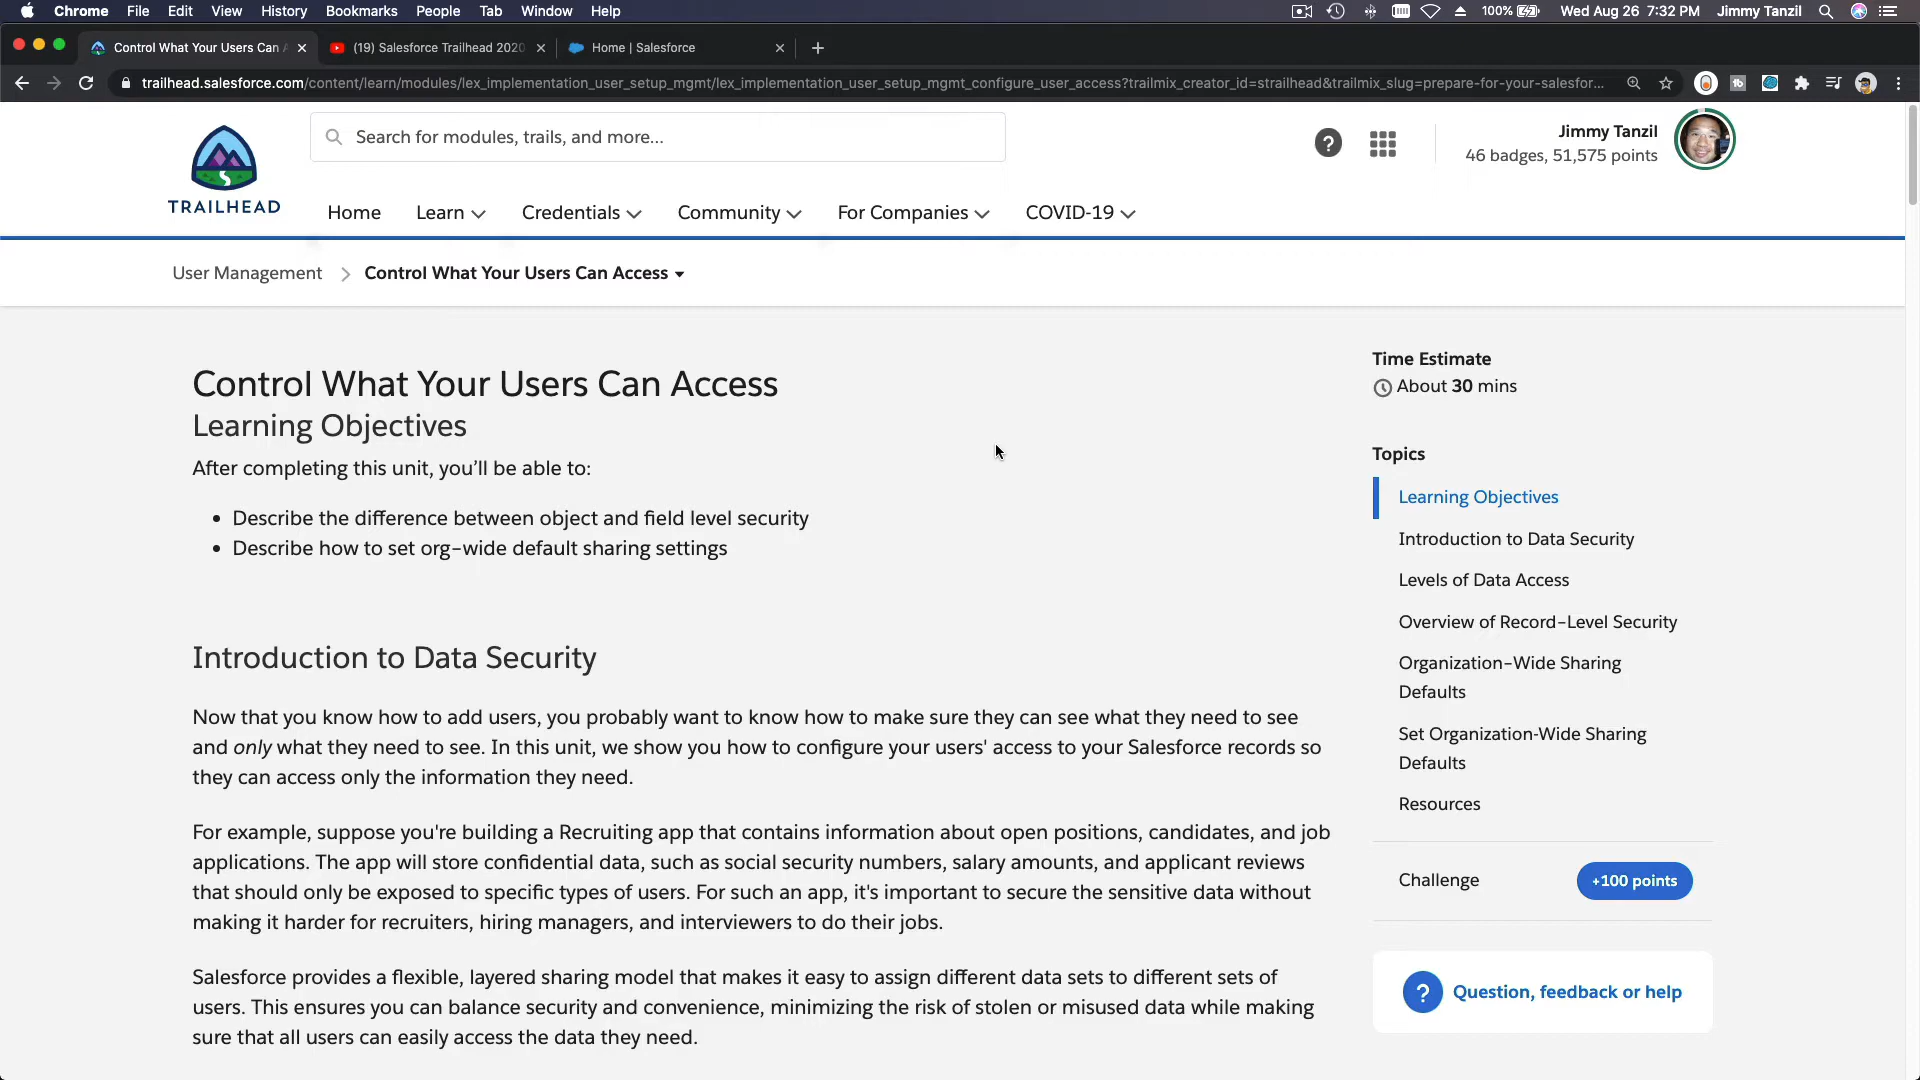 Chrome File Edit View History Bookmarks People Tab Window Help 100% Wed Aug 26 7:32 PM Jimmy Tanzil
Control What Your Users Can A (19) Salesforce Trailhead 2020 Home | Salesforce
trailhead.salesforce.com/content/learn/modules/lex_implementation_user_setup_mgmt/lex_implementation_user_setup_mgmt_configure_user_access?trailmix_creator_id=strailhead&trailmix_slug=prepare-for-your-salesfor...
TRAILHEAD
Search for modules, trails, and more...
Jimmy Tanzil
46 badges, 51,575 points
Home Learn Credentials Community For Companies COVID-19
User Management Control What Your Users Can Access
Control What Your Users Can Access
Learning Objectives
After completing this unit, you’ll be able to:
• Describe the difference between object and field level security
• Describe how to set org-wide default sharing settings
Introduction to Data Security
Now that you know how to add users, you probably want to know how to make sure they can see what they need to see
and only what they need to see. In this unit, we show you how to configure your users' access to your Salesforce records so
they can access only the information they need.
For example, suppose you're building a Recruiting app that contains information about open positions, candidates, and job
applications. The app will store confidential data, such as social security numbers, salary amounts, and applicant reviews
that should only be exposed to specific types of users. For such an app, it's important to secure the sensitive data without
making it harder for recruiters, hiring managers, and interviewers to do their jobs.
Salesforce provides a flexible, layered sharing model that makes it easy to assign different data sets to different sets of
users. This ensures you can balance security and convenience, minimizing the risk of stolen or misused data while making
sure that all users can easily access the data they need.
Time Estimate
About 30 mins
Topics
Learning Objectives
Introduction to Data Security
Levels of Data Access
Overview of Record-Level Security
Organization-Wide Sharing
Defaults
Set Organization-Wide Sharing
Defaults
Resources
Challenge +100 points
? Question, feedback or help